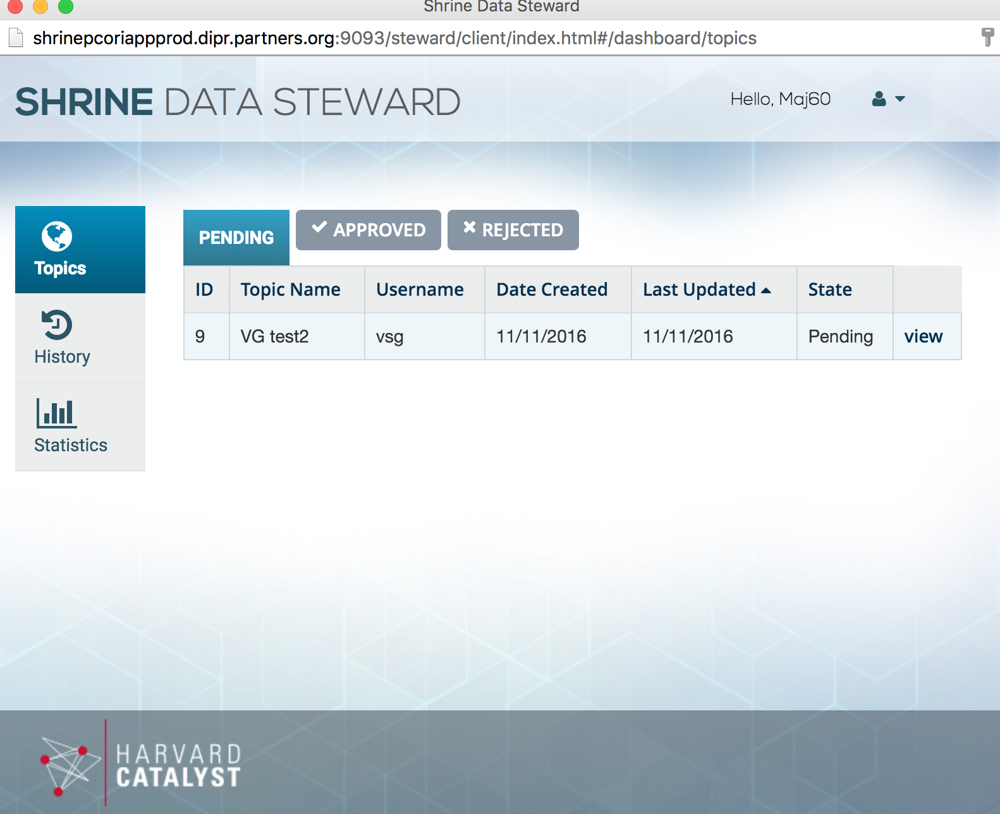 Shrine Data Steward
shrinepcoriappprod.dipr.partners.org:9093/steward/client/index.html#/dashboard/topics
SHRINE DATA STEWARD
Hello, Maj60
Topics
History
Statistics
PENDING
APPROVED
REJECTED
ID Topic Name Username Date Created Last Updated State
9 VG test2 vsg 11/11/2016 11/11/2016 Pending view
HARVARD
CATALYST